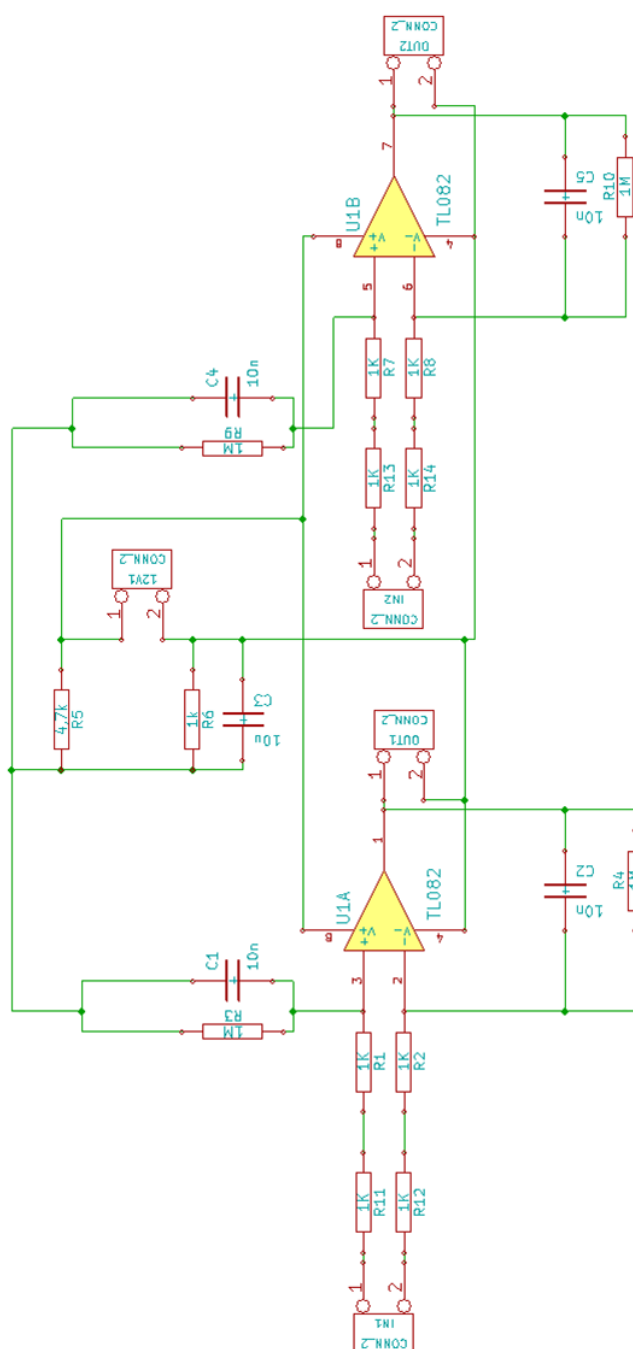 CONN_2
OUT2
1
2
7
U1B
TL082
V+
V-
+
-
8
4
5
6
C5
10n
R10
1M
C4
10n
R9
1M
1K
R7
1K
R8
1K
R13
1K
R14
1
2
IN2
CONN_2
CONN_2
12V1
1
2
4,7k
R5
1k
R6
C3
10u
CONN_2
OUT1
1
2
1
U1A
TL082
V+
V-
+
-
8
4
3
2
C2
10n
R4
C1
10n
R3
1M
1K
R1
1K
R2
1K
R11
1K
R12
1
2
IN1
CONN_2